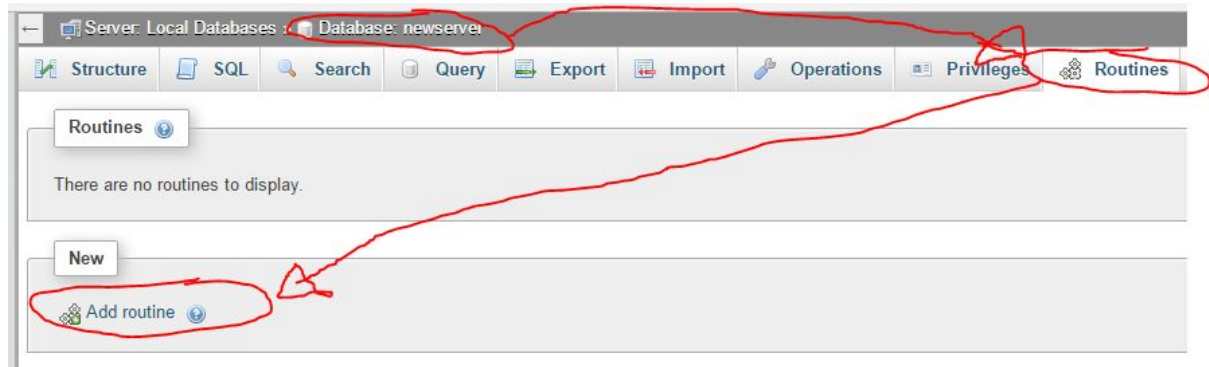 Server: Local Databases » Database: newserver
Structure SQL Search Query Export Import Operations Privileges Routines
Routines
There are no routines to display.
New
Add routine